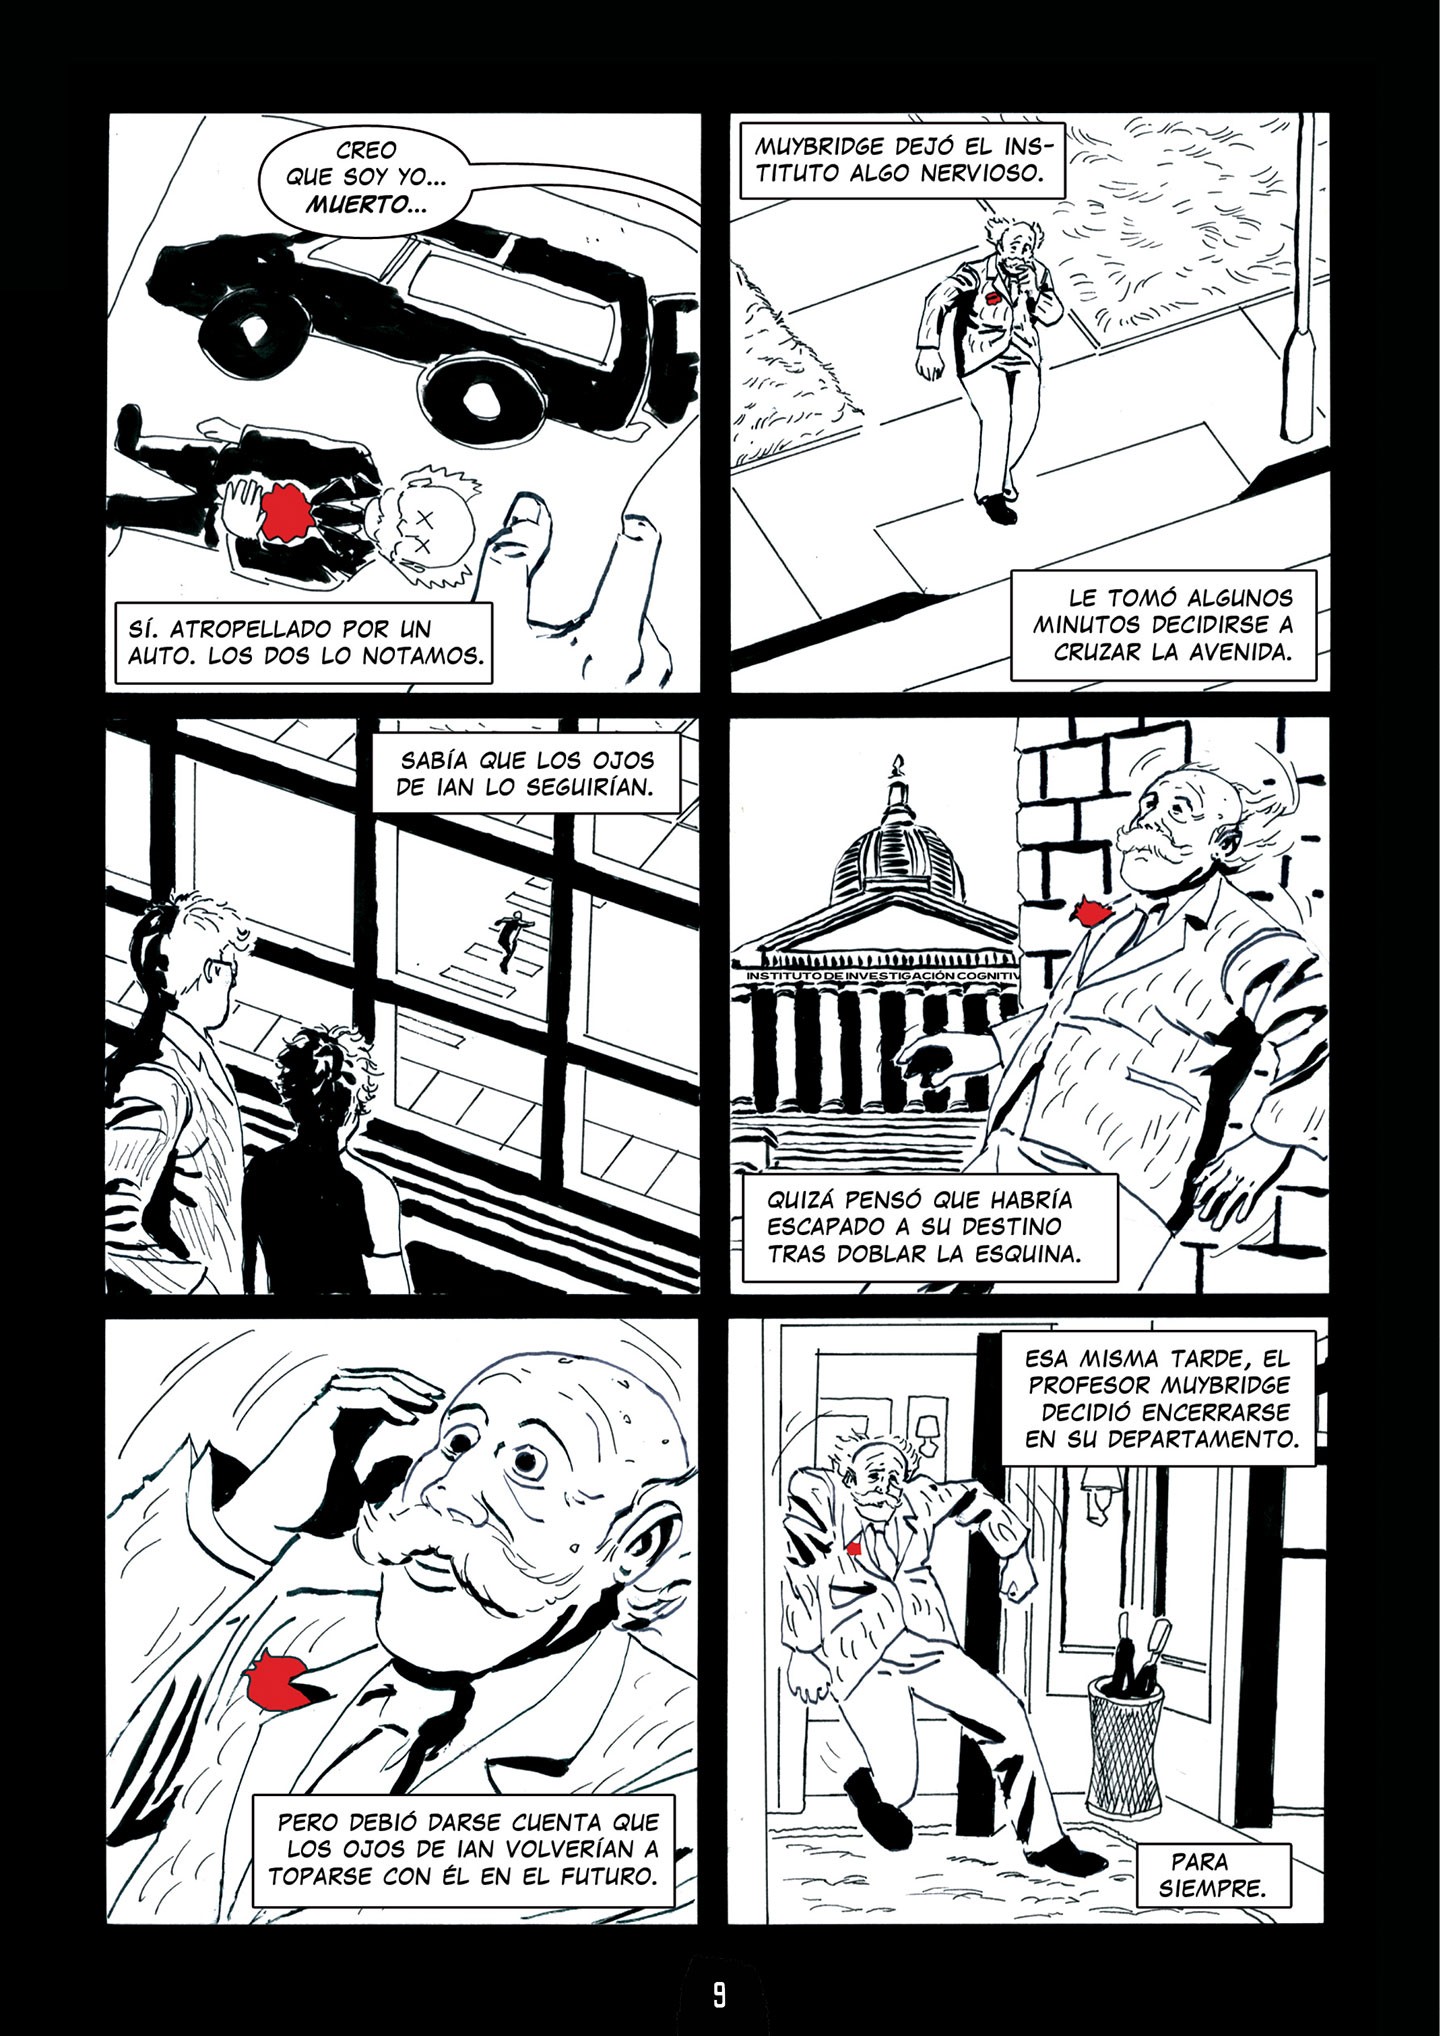 CREO
QUE SOY YO...
MUERTO...
SÍ. ATROPELLADO POR UN
AUTO. LOS DOS LO NOTAMOS.
MUYBRIDGE DEJÓ EL INS-
TITUTO ALGO NERVIOSO.
LE TOMÓ ALGUNOS
MINUTOS DECIDIRSE A
CRUZAR LA AVENIDA.
SABÍA QUE LOS OJOS
DE IAN LO SEGUIRÍAN.
INSTITUTO DE INVESTIGACIÓN COGNITIV
QUIZÁ PENSÓ QUE HABRÍA
ESCAPADO A SU DESTINO
TRAS DOBLAR LA ESQUINA.
PERO DEBIÓ DARSE CUENTA QUE
LOS OJOS DE IAN VOLVERÍAN A
TOPARSE CON ÉL EN EL FUTURO.
ESA MISMA TARDE, EL
PROFESOR MUYBRIDGE
DECIDIÓ ENCERRARSE
EN SU DEPARTAMENTO.
PARA
SIEMPRE.
9